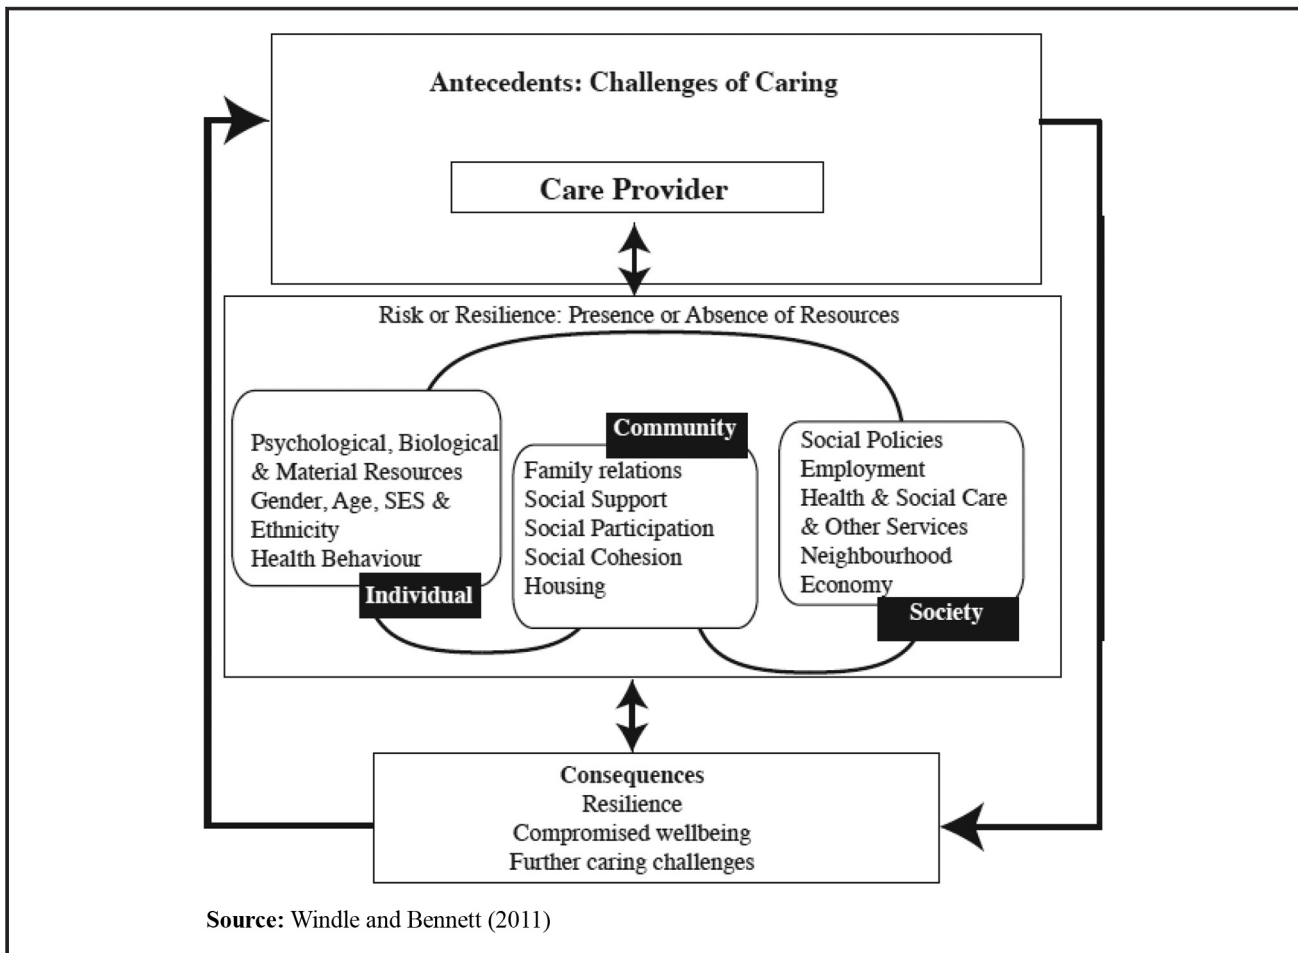 Antecedents: Challenges of Caring
Care Provider
Risk or Resilience: Presence or Absence of Resources
Psychological, Biological
& Material Resources
Gender, Age, SES &
Ethnicity
Health Behaviour
Individual
Community
Family relations
Social Support
Social Participation
Social Cohesion
Housing
Social Policies
Employment
Health & Social Care
& Other Services
Neighbourhood
Economy
Society
Consequences
Resilience
Compromised wellbeing
Further caring challenges
Source: Windle and Bennett (2011)